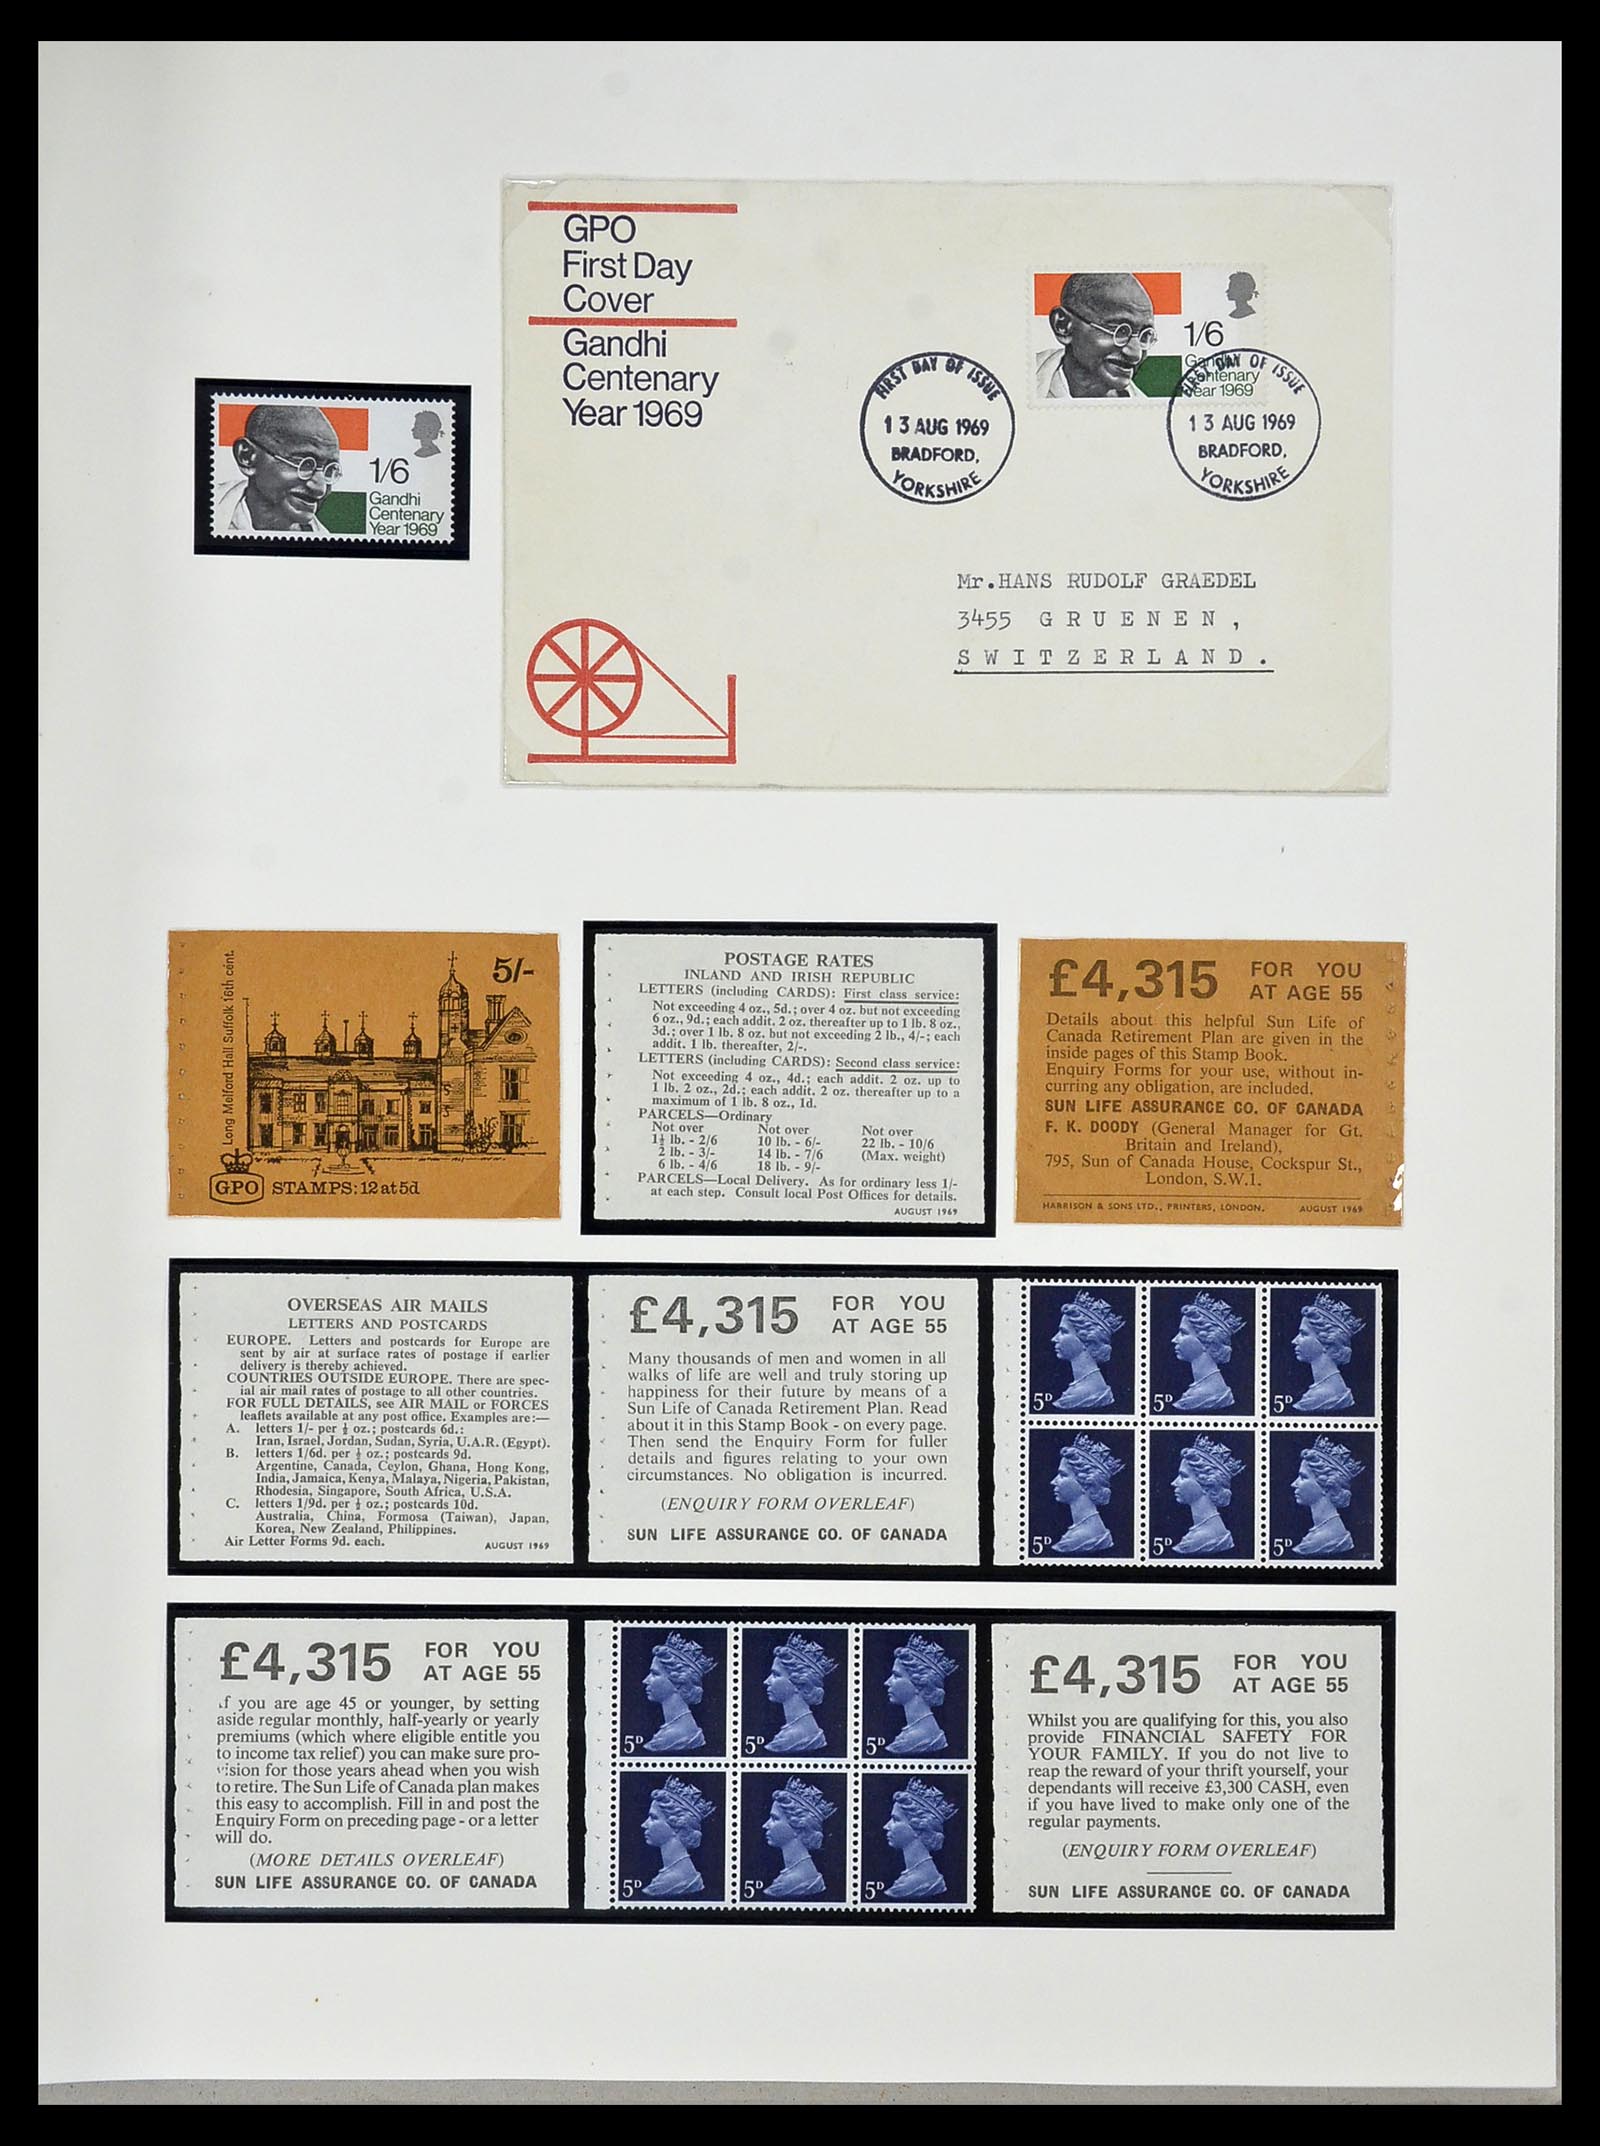 GPO
First Day
Cover
Gandhi
Centenary
Year 1969
1/6
Gandhi
Centenary
Year 1969
FIRST DAY OF ISSUE
13 AUG 1969
BRADFORD,
YORKSHIRE
FIRST DAY OF ISSUE
13 AUG 1969
BRADFORD,
YORKSHIRE
1/6
Gandhi
Centenary
Year 1969
Mr.HANS RUDOLF GRAEDEL
3455 GRUENEN,
SWITZERLAND.
Long Melford Hall Suffolk 16th cent.
5/-
GPO STAMPS: 12 at 5d
POSTAGE RATES
INLAND AND IRISH REPUBLIC
LETTERS (including CARDS): First class service:
Not exceeding 4 oz., 5d.; over 4 oz. but not exceeding
6 oz., 9d.; each addit. 2 oz. thereafter up to 1 lb. 8 oz.,
3d.; over 1 lb. 8 oz. but not exceeding 2 lb., 4/-; each
addit. 1 lb. thereafter, 2/-.
LETTERS (including CARDS): Second class service:
Not exceeding 4 oz., 4d.; each addit. 2 oz. up to
1 lb. 2 oz., 2d.; each addit. 2 oz. thereafter up to a
maximum of 1 lb. 8 oz., 1d.
PARCELS—Ordinary
Not over Not over Not over
1½ lb. - 2/6 10 lb. - 6/- 22 lb. - 10/6
2 lb. - 3/- 14 lb. - 7/6 (Max. weight)
6 lb. - 4/6 18 lb. - 9/-
PARCELS—Local Delivery. As for ordinary less 1/-
at each step. Consult local Post Offices for details.
AUGUST 1969
£4,315 FOR YOU
AT AGE 55
Details about this helpful Sun Life of
Canada Retirement Plan are given in the
inside pages of this Stamp Book.
Enquiry Forms for your use, without in-
curring any obligation, are included.
SUN LIFE ASSURANCE CO. OF CANADA
F. K. DOODY (General Manager for Gt.
Britain and Ireland),
795, Sun of Canada House, Cockspur St.,
London, S.W.1.
HARRISON & SONS LTD., PRINTERS, LONDON. AUGUST 1969
OVERSEAS AIR MAILS
LETTERS AND POSTCARDS
EUROPE. Letters and postcards for Europe are
sent by air at surface rates of postage if earlier
delivery is thereby achieved.
COUNTRIES OUTSIDE EUROPE. There are spec-
ial air mail rates of postage to all other countries.
FOR FULL DETAILS, see AIR MAIL or FORCES
leaflets available at any post office. Examples are:—
A. letters 1/- per ½ oz.; postcards 6d.:
Iran, Israel, Jordan, Sudan, Syria, U.A.R. (Egypt).
B. letters 1/6d. per ½ oz.; postcards 9d.
Argentine, Canada, Ceylon, Ghana, Hong Kong,
India, Jamaica, Kenya, Malaya, Nigeria, Pakistan,
Rhodesia, Singapore, South Africa, U.S.A.
C. letters 1/9d. per ½ oz.; postcards 10d.
Australia, China, Formosa (Taiwan), Japan,
Korea, New Zealand, Philippines.
Air Letter Forms 9d. each. AUGUST 1969
£4,315 FOR YOU
AT AGE 55
Many thousands of men and women in all
walks of life are well and truly storing up
happiness for their future by means of a
Sun Life of Canada Retirement Plan. Read
about it in this Stamp Book - on every page.
Then send the Enquiry Form for fuller
details and figures relating to your own
circumstances. No obligation is incurred.
(ENQUIRY FORM OVERLEAF)
SUN LIFE ASSURANCE CO. OF CANADA
5D 5D 5D
5D 5D 5D
£4,315 FOR YOU
AT AGE 55
If you are age 45 or younger, by setting
aside regular monthly, half-yearly or yearly
premiums (which where eligible entitle you
to income tax relief) you can make sure pro-
vision for those years ahead when you wish
to retire. The Sun Life of Canada plan makes
this easy to accomplish. Fill in and post the
Enquiry Form on preceding page - or a letter
will do.
(MORE DETAILS OVERLEAF)
SUN LIFE ASSURANCE CO. OF CANADA
5D 5D 5D
5D 5D 5D
£4,315 FOR YOU
AT AGE 55
Whilst you are qualifying for this, you also
provide FINANCIAL SAFETY FOR
YOUR FAMILY. If you do not live to
reap the reward of your thrift yourself, your
dependants will receive £3,300 CASH, even
if you have lived to make only one of the
regular payments.
(ENQUIRY FORM OVERLEAF)
SUN LIFE ASSURANCE CO. OF CANADA